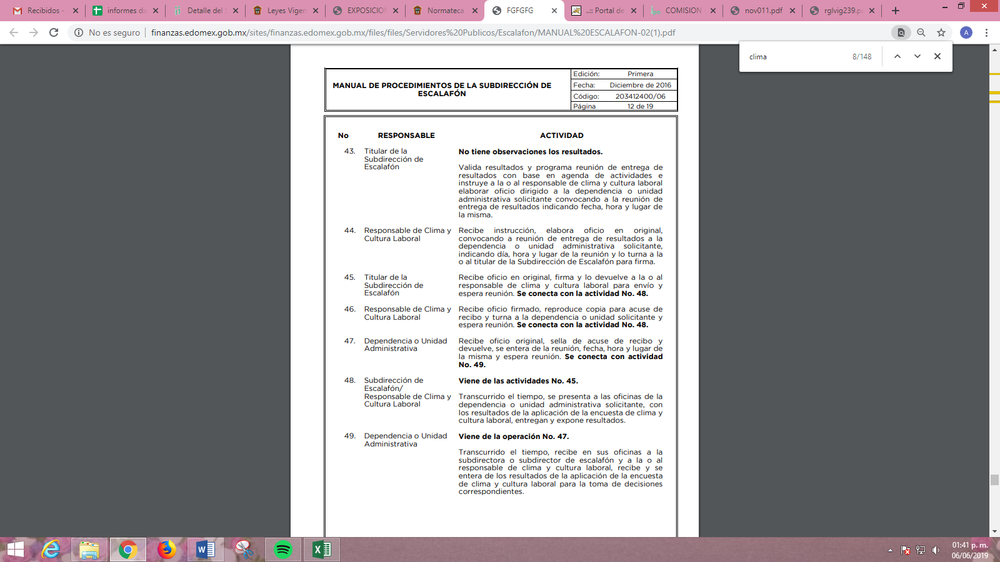 Recibidos -
informes di
Detalle del S
Leyes Vigen
EXPOSICION
Normateca
FGFGFG
..:: Portal de
COMISION
nov011.pdf
rglvig239.pd
No es seguro
finanzas.edomex.gob.mx/sites/finanzas.edomex.gob.mx/files/files/Servidores%20Publicos/Escalafon/MANUAL%20ESCALAFON-02(1).pdf
A
clima
8/148
MANUAL DE PROCEDIMIENTOS DE LA SUBDIRECCIÓN DE
ESCALAFÓN
Edición: Primera
Fecha: Diciembre de 2016
Código: 203412400/06
Página 12 de 19
No RESPONSABLE ACTIVIDAD
43. Titular de la
Subdirección de
Escalafón
No tiene observaciones los resultados.
Valida resultados y programa reunión de entrega de
resultados con base en agenda de actividades e
instruye a la o al responsable de clima y cultura laboral
elaborar oficio dirigido a la dependencia o unidad
administrativa solicitante convocando a la reunión de
entrega de resultados indicando fecha, hora y lugar de
la misma.
44. Responsable de Clima y
Cultura Laboral
Recibe instrucción, elabora oficio en original,
convocando a reunión de entrega de resultados a la
dependencia o unidad administrativa solicitante,
indicando día, hora y lugar de la reunión y lo turna a la
o al titular de la Subdirección de Escalafón para firma.
45. Titular de la
Subdirección de
Escalafón
Recibe oficio en original, firma y lo devuelve a la o al
responsable de clima y cultura laboral para envío y
espera reunión. Se conecta con la actividad No. 48.
46. Responsable de Clima y
Cultura Laboral
Recibe oficio firmado, reproduce copia para acuse de
recibo y turna a la dependencia o unidad solicitante y
espera reunión. Se conecta con la actividad No. 48.
47. Dependencia o Unidad
Administrativa
Recibe oficio original, sella de acuse de recibo y
devuelve, se entera de la reunión, fecha, hora y lugar de
la misma y espera reunión. Se conecta con actividad
No. 49.
48. Subdirección de
Escalafón/
Responsable de Clima y
Cultura Laboral
Viene de las actividades No. 45.
Transcurrido el tiempo, se presenta a las oficinas de la
dependencia o unidad administrativa solicitante, con
los resultados de la aplicación de la encuesta de clima y
cultura laboral, entregan y expone resultados.
49. Dependencia o Unidad
Administrativa
Viene de la operación No. 47.
Transcurrido el tiempo, recibe en sus oficinas a la
subdirectora o subdirector de escalafón y a la o al
responsable de clima y cultura laboral, recibe y se
entera de los resultados de la aplicación de la encuesta
de clima y cultura laboral para la toma de decisiones
correspondientes.
01:41 p. m.
06/06/2019